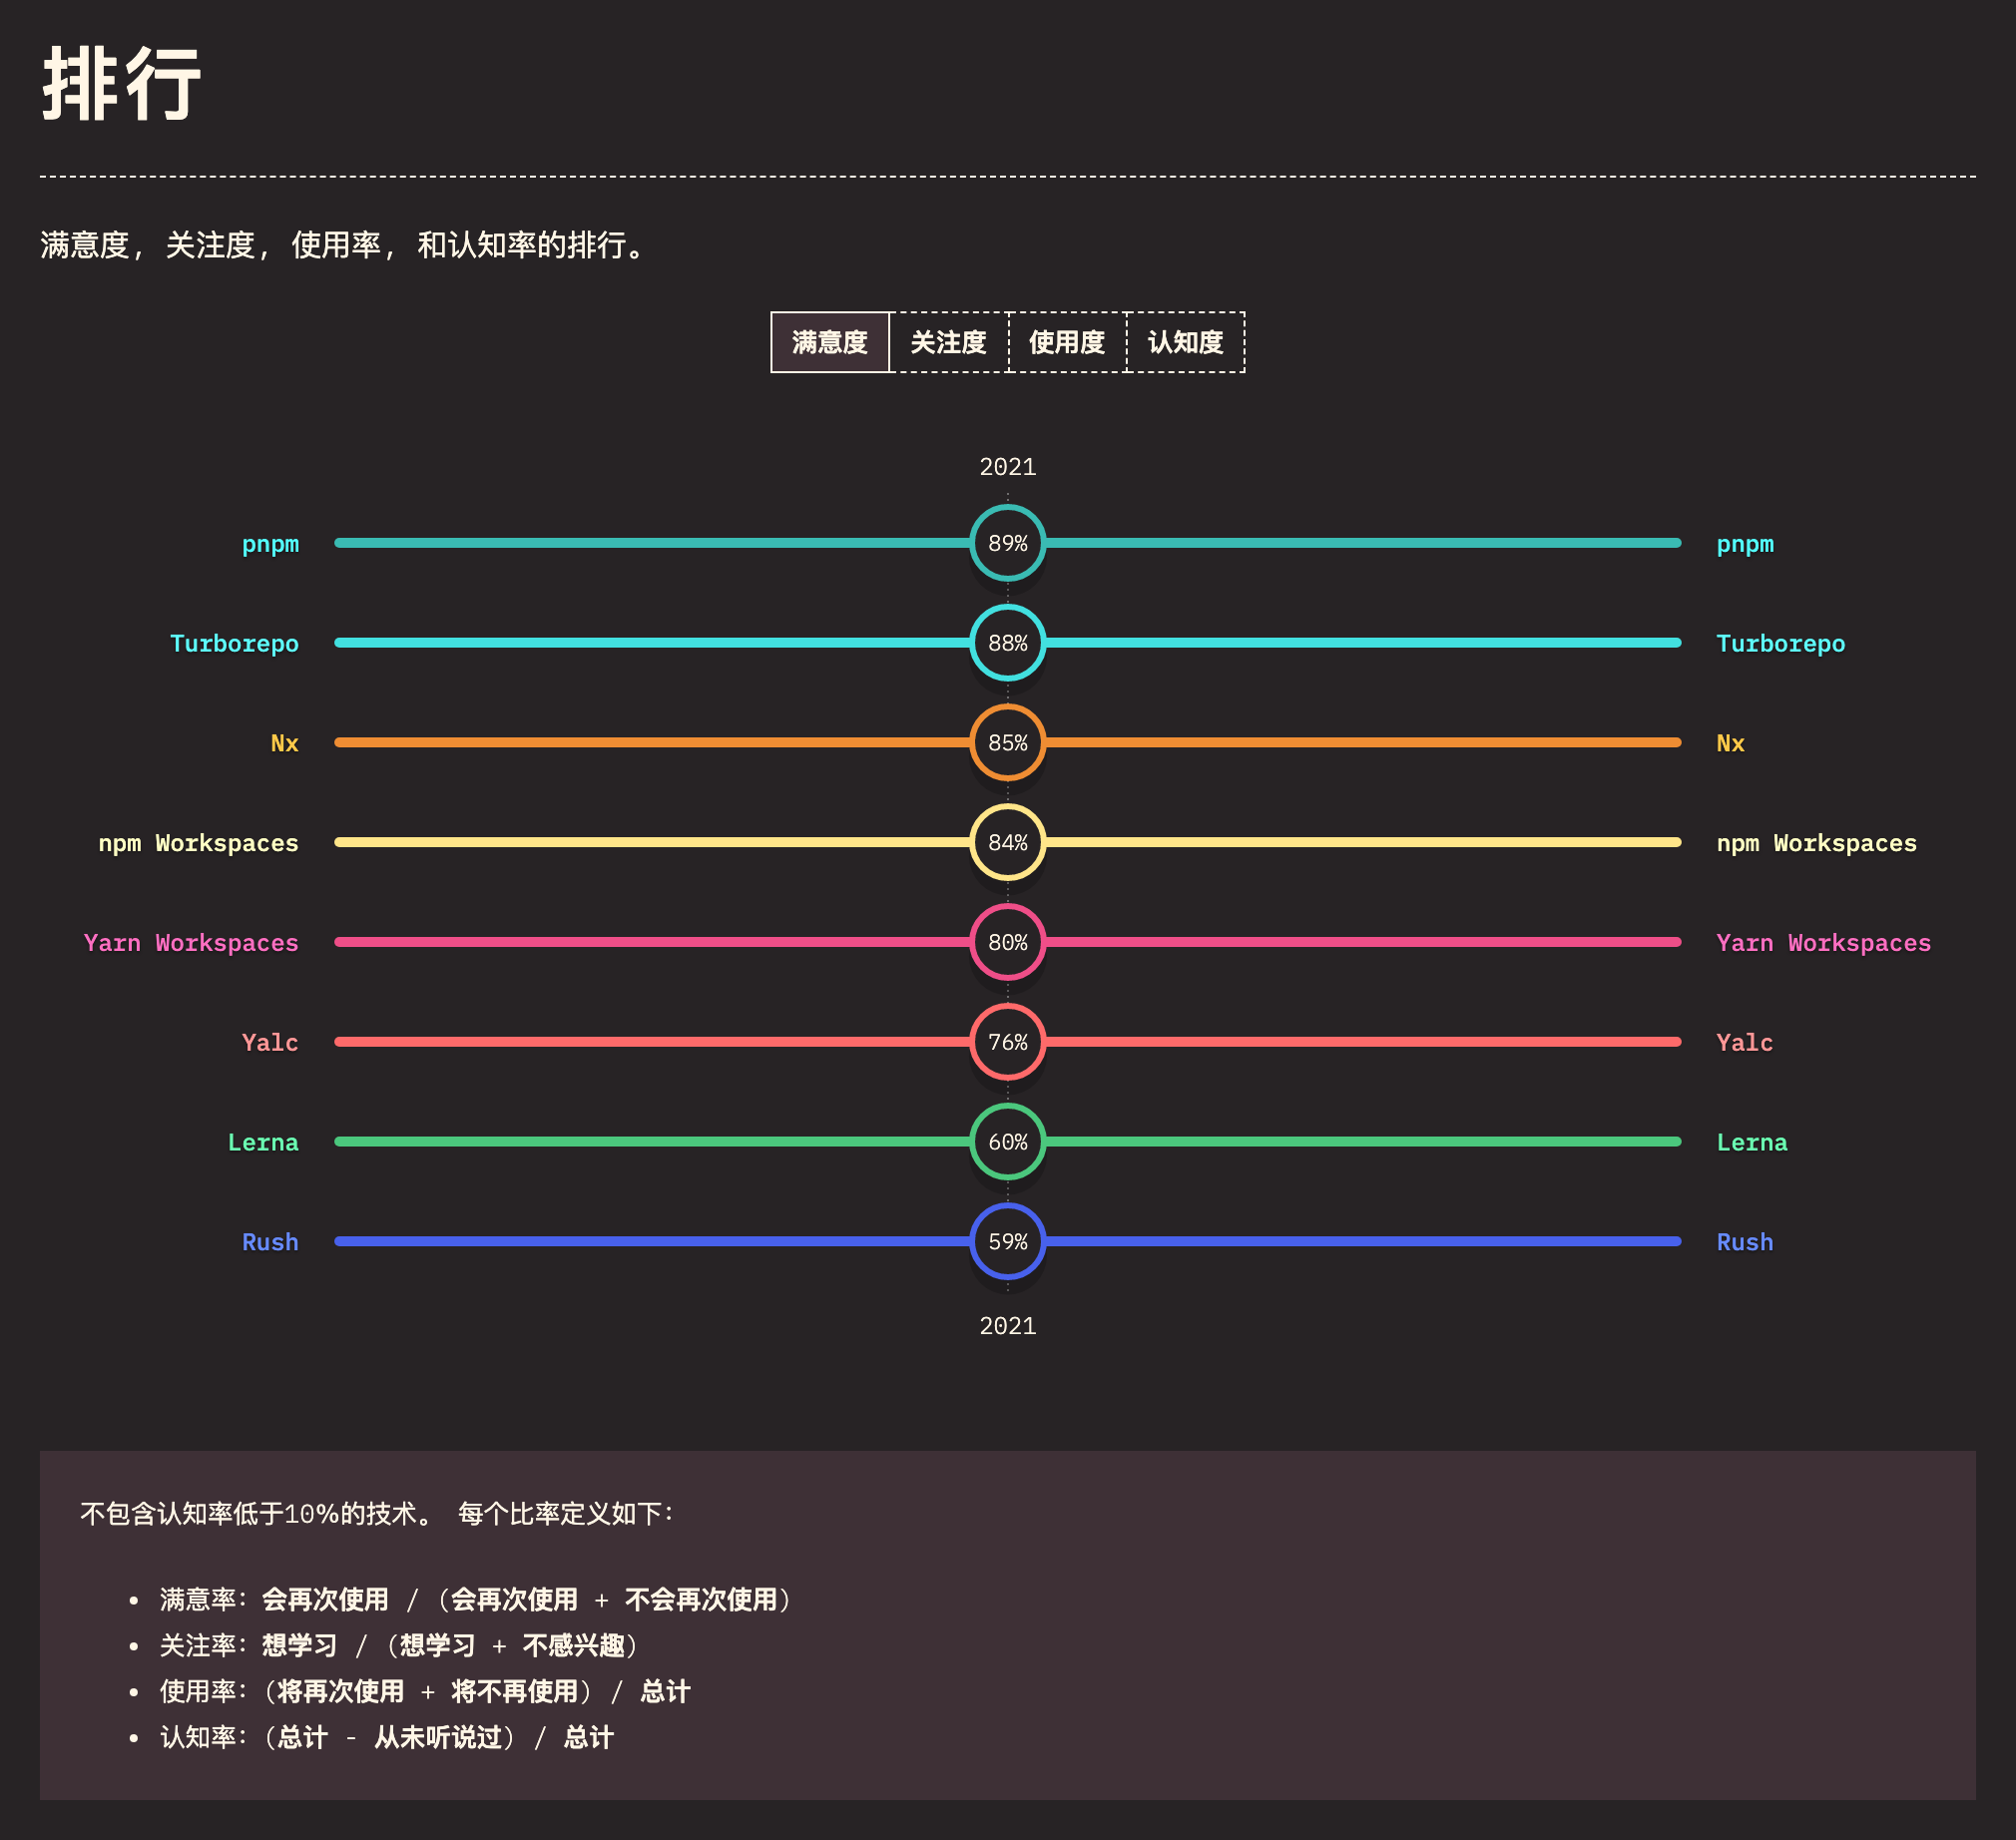 排行
满意度, 关注度, 使用率, 和认知率的排行。
满意度 关注度 使用度 认知度
2021
pnpm 89% pnpm
Turborepo 88% Turborepo
Nx 85% Nx
npm Workspaces 84% npm Workspaces
Yarn Workspaces 80% Yarn Workspaces
Yalc 76% Yalc
Lerna 60% Lerna
Rush 59% Rush
2021
不包含认知率低于10%的技术。 每个比率定义如下：
• 满意率：会再次使用 / (会再次使用 + 不会再次使用)
• 关注率：想学习 / (想学习 + 不感兴趣)
• 使用率：(将再次使用 + 将不再使用) / 总计
• 认知率：(总计 - 从未听说过) / 总计